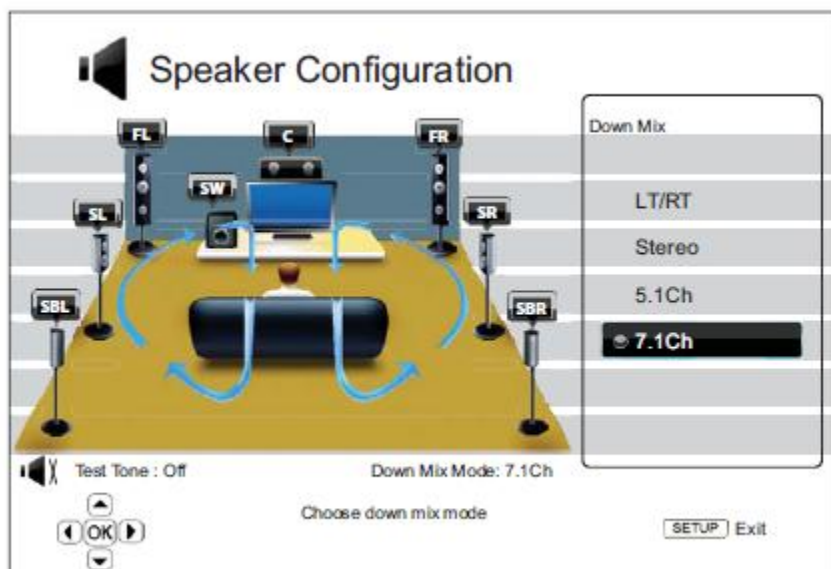 Speaker Configuration
FL
C
FR
SW
SL
SR
SBL
SBR
Down Mix
LT/RT
Stereo
5.1Ch
7.1Ch
Test Tone : Off
Down Mix Mode: 7.1Ch
OK
Choose down mix mode
SETUP Exit